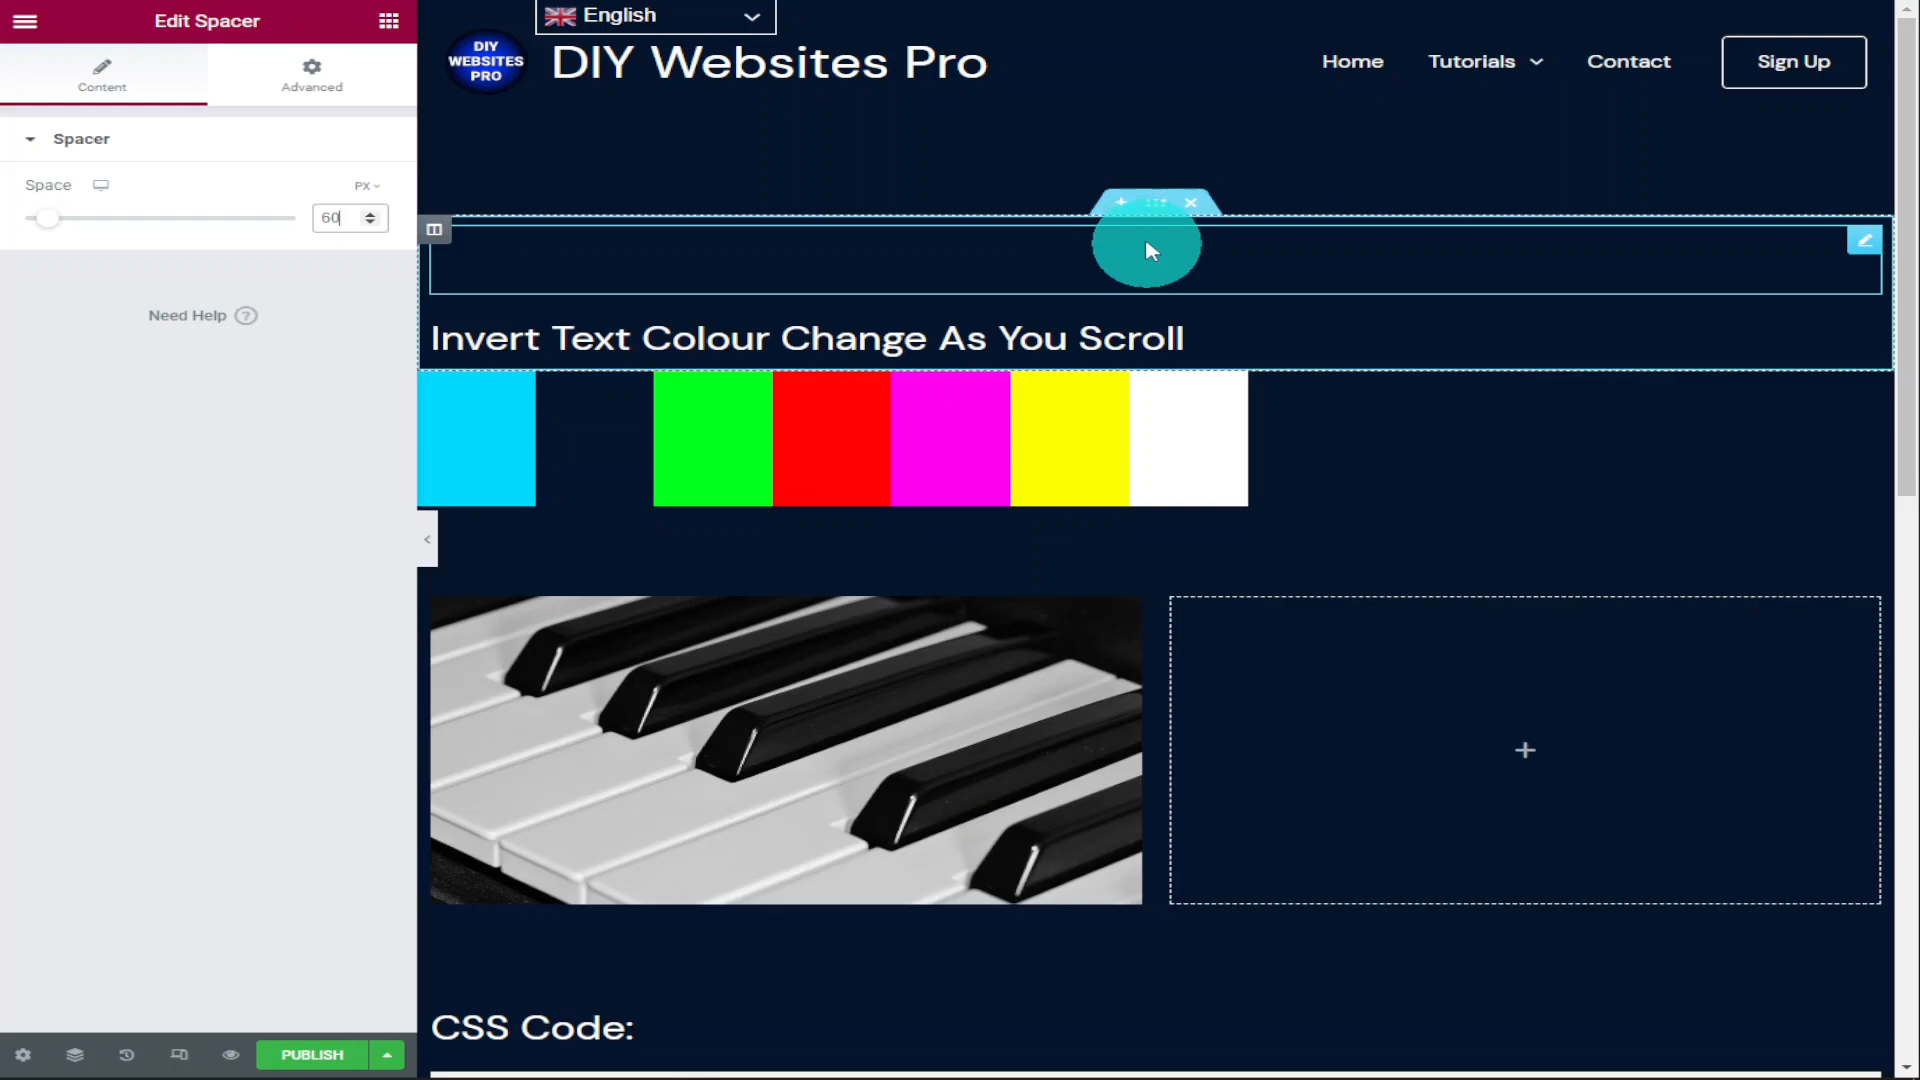 Edit Spacer
Content
Advanced
Spacer
Space
PX
60
Need Help ?
PUBLISH
English
DIY
WEBSITES
PRO
DIY Websites Pro
Home
Tutorials
Contact
Sign Up
Invert Text Colour Change As You Scroll
CSS Code: